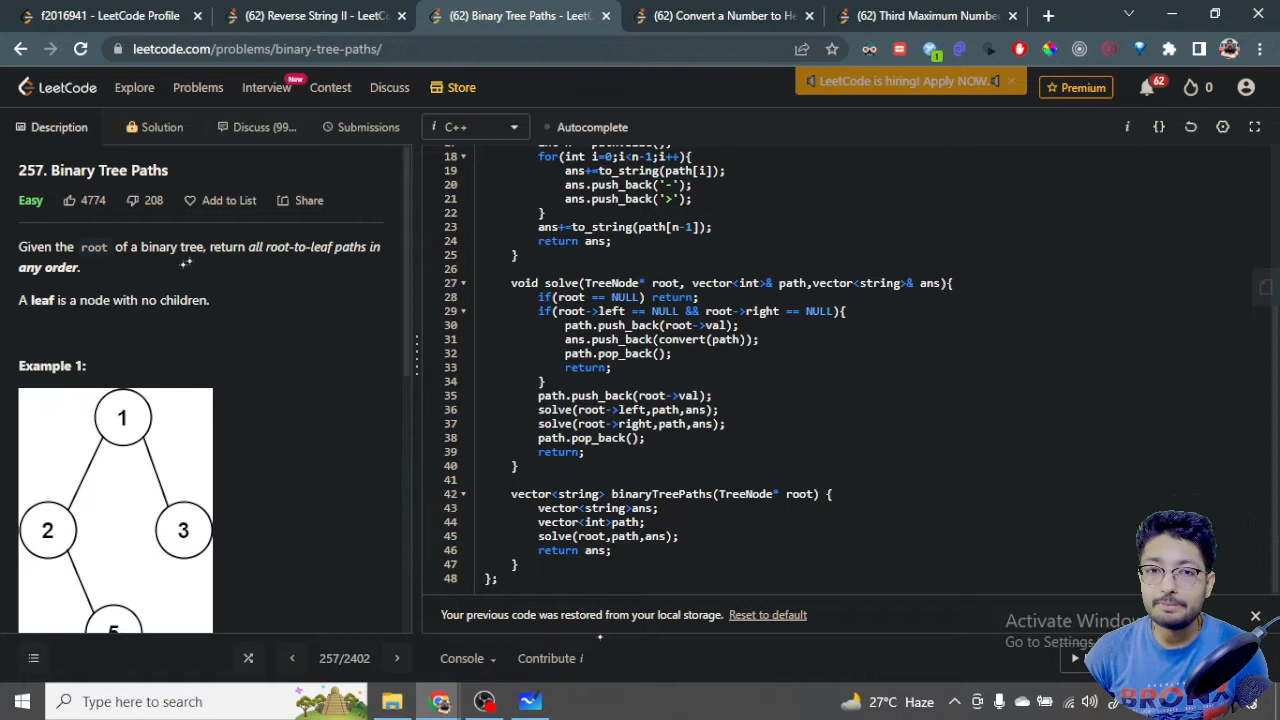 f2016941 - LeetCode Profile
(62) Reverse String II - LeetCo
(62) Binary Tree Paths - LeetC
(62) Convert a Number to He
(62) Third Maximum Numbe
leetcode.com/problems/binary-tree-paths/
1
LeetCode
Explore
Problems
Interview
New
Contest
Discuss
Store
LeetCode is hiring! Apply NOW.
Premium
62
0
Description
Solution
Discuss (99...
Submissions
i C++
Autocomplete
257. Binary Tree Paths
Easy
4774
208
Add to List
Share
Given the root of a binary tree, return all root-to-leaf paths in
any order.
A leaf is a node with no children.
Example 1:
1
2
3
5
18 for(int i=0;i<n-1;i++){
19 ans+=to_string(path[i]);
20 ans.push_back('-');
21 ans.push_back('>');
22 }
23 ans+=to_string(path[n-1]);
24 return ans;
25 }
26
27 void solve(TreeNode* root, vector<int>& path,vector<string>& ans){
28 if(root == NULL) return;
29 if(root->left == NULL && root->right == NULL){
30 path.push_back(root->val);
31 ans.push_back(convert(path));
32 path.pop_back();
33 return;
34 }
35 path.push_back(root->val);
36 solve(root->left,path,ans);
37 solve(root->right,path,ans);
38 path.pop_back();
39 return;
40 }
41
42 vector<string> binaryTreePaths(TreeNode* root) {
43 vector<string>ans;
44 vector<int>path;
45 solve(root,path,ans);
46 return ans;
47 }
48 };
Your previous code was restored from your local storage. Reset to default
Activate Windo
Go to Settings
257/2402
Console
Contribute i
Type here to search
27°C Haze